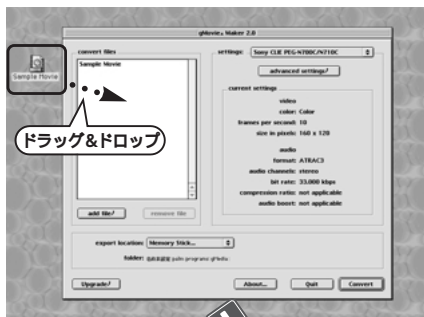 gMovie Maker 2.0
convert files
Sample Movie
Sample Movie
ドラッグ&ドロップ
add file!
remove file
settings: Sony CLIE PEG-N700C/N710C
advanced settings!
current settings
video
color: Color
frames per second: 10
size in pixels: 160 x 120
audio
format: ATRAC3
audio channels: stereo
bit rate: 33.000 kbps
compression ratio: not applicable
audio boost: not applicable
export location: Memory Stick...
folder: palm programs
Upgrade!
About...
Quit
Convert